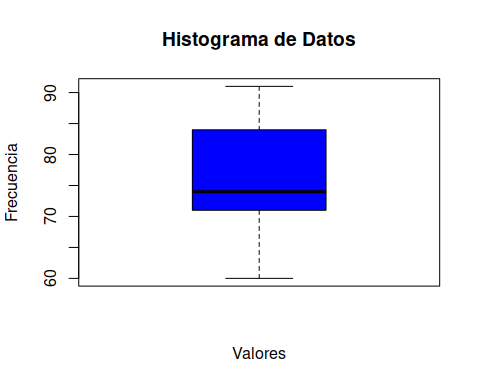 Histograma de Datos
Frecuencia
90
80
70
60
Valores